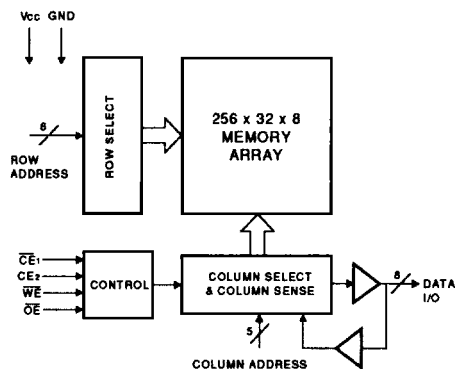 Vcc GND
8
ROW
ADDRESS
ROW SELECT
256 x 32 x 8
MEMORY
ARRAY
CE1
CE2
WE
OE
CONTROL
COLUMN SELECT
& COLUMN SENSE
8
DATA
I/O
5
COLUMN ADDRESS